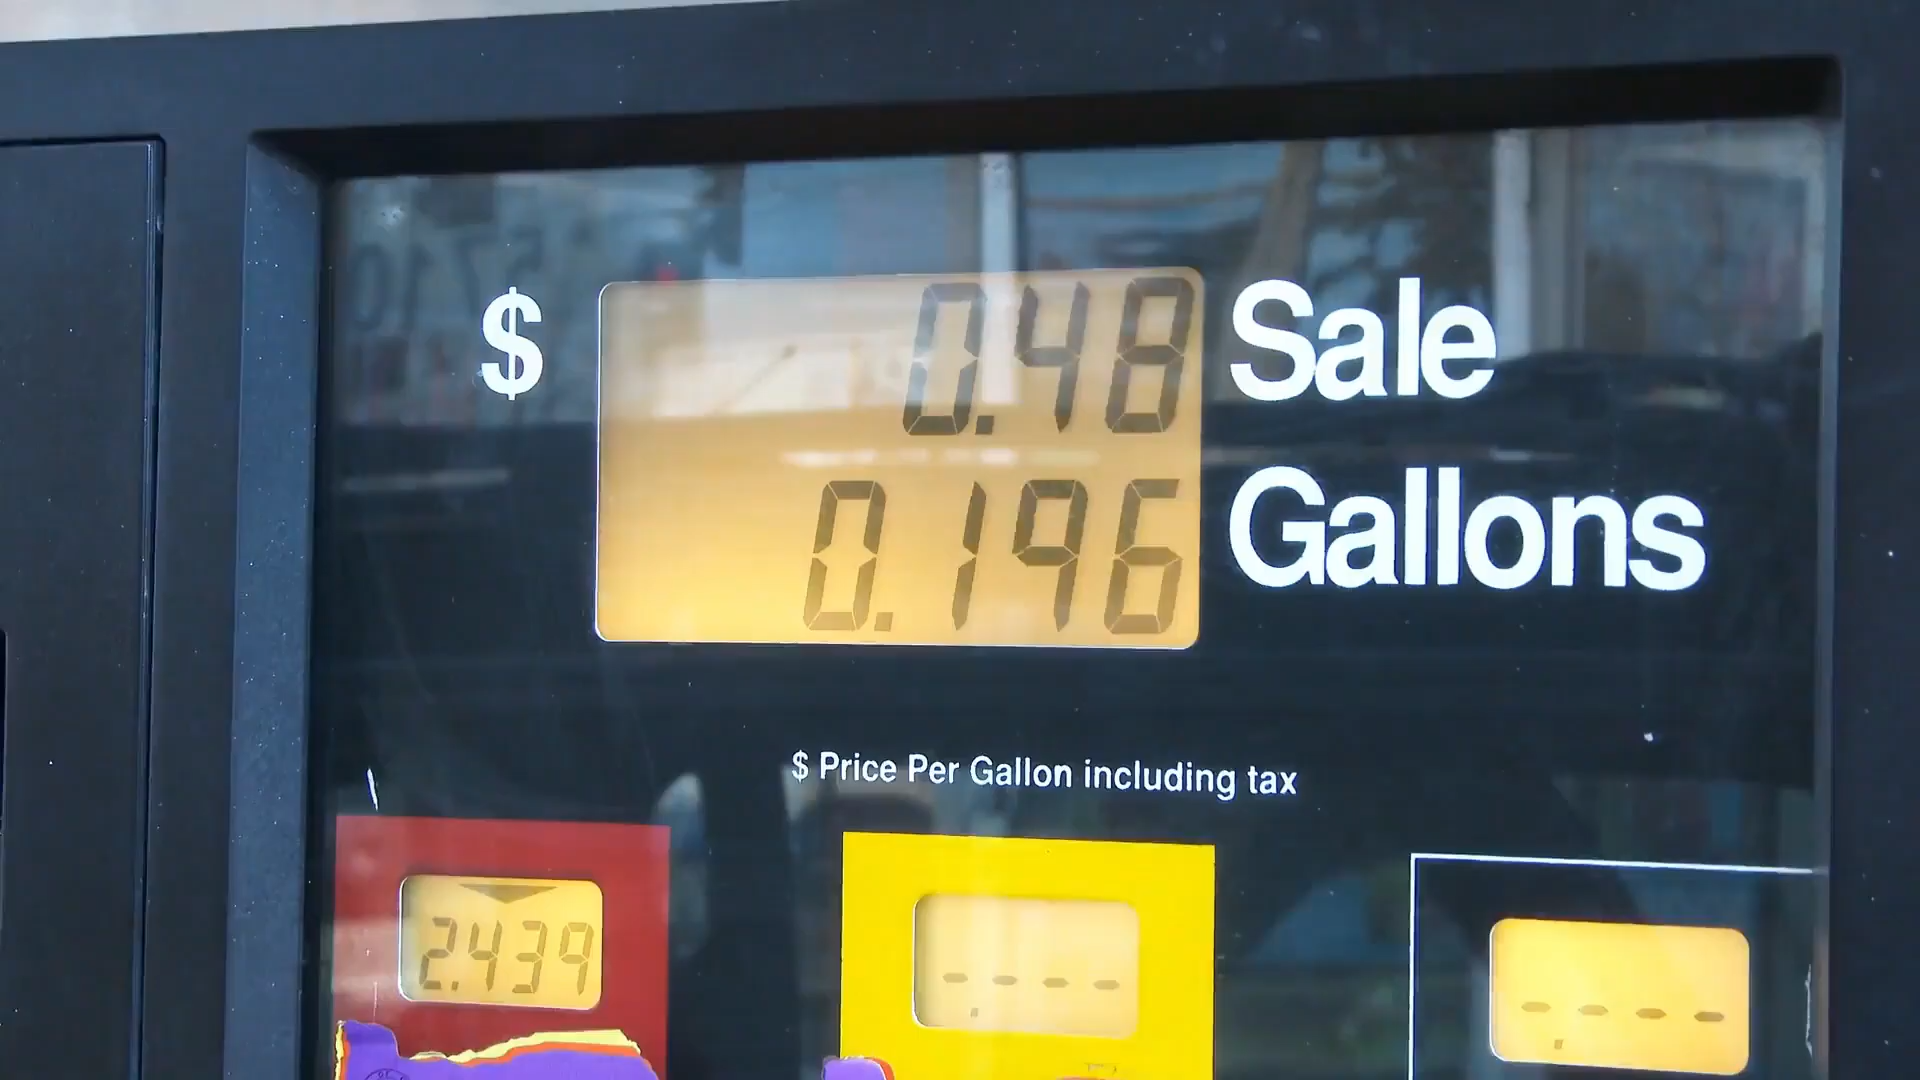 $ 0.48 Sale
0.196 Gallons
$ Price Per Gallon including tax
2.439
-.---
-.---